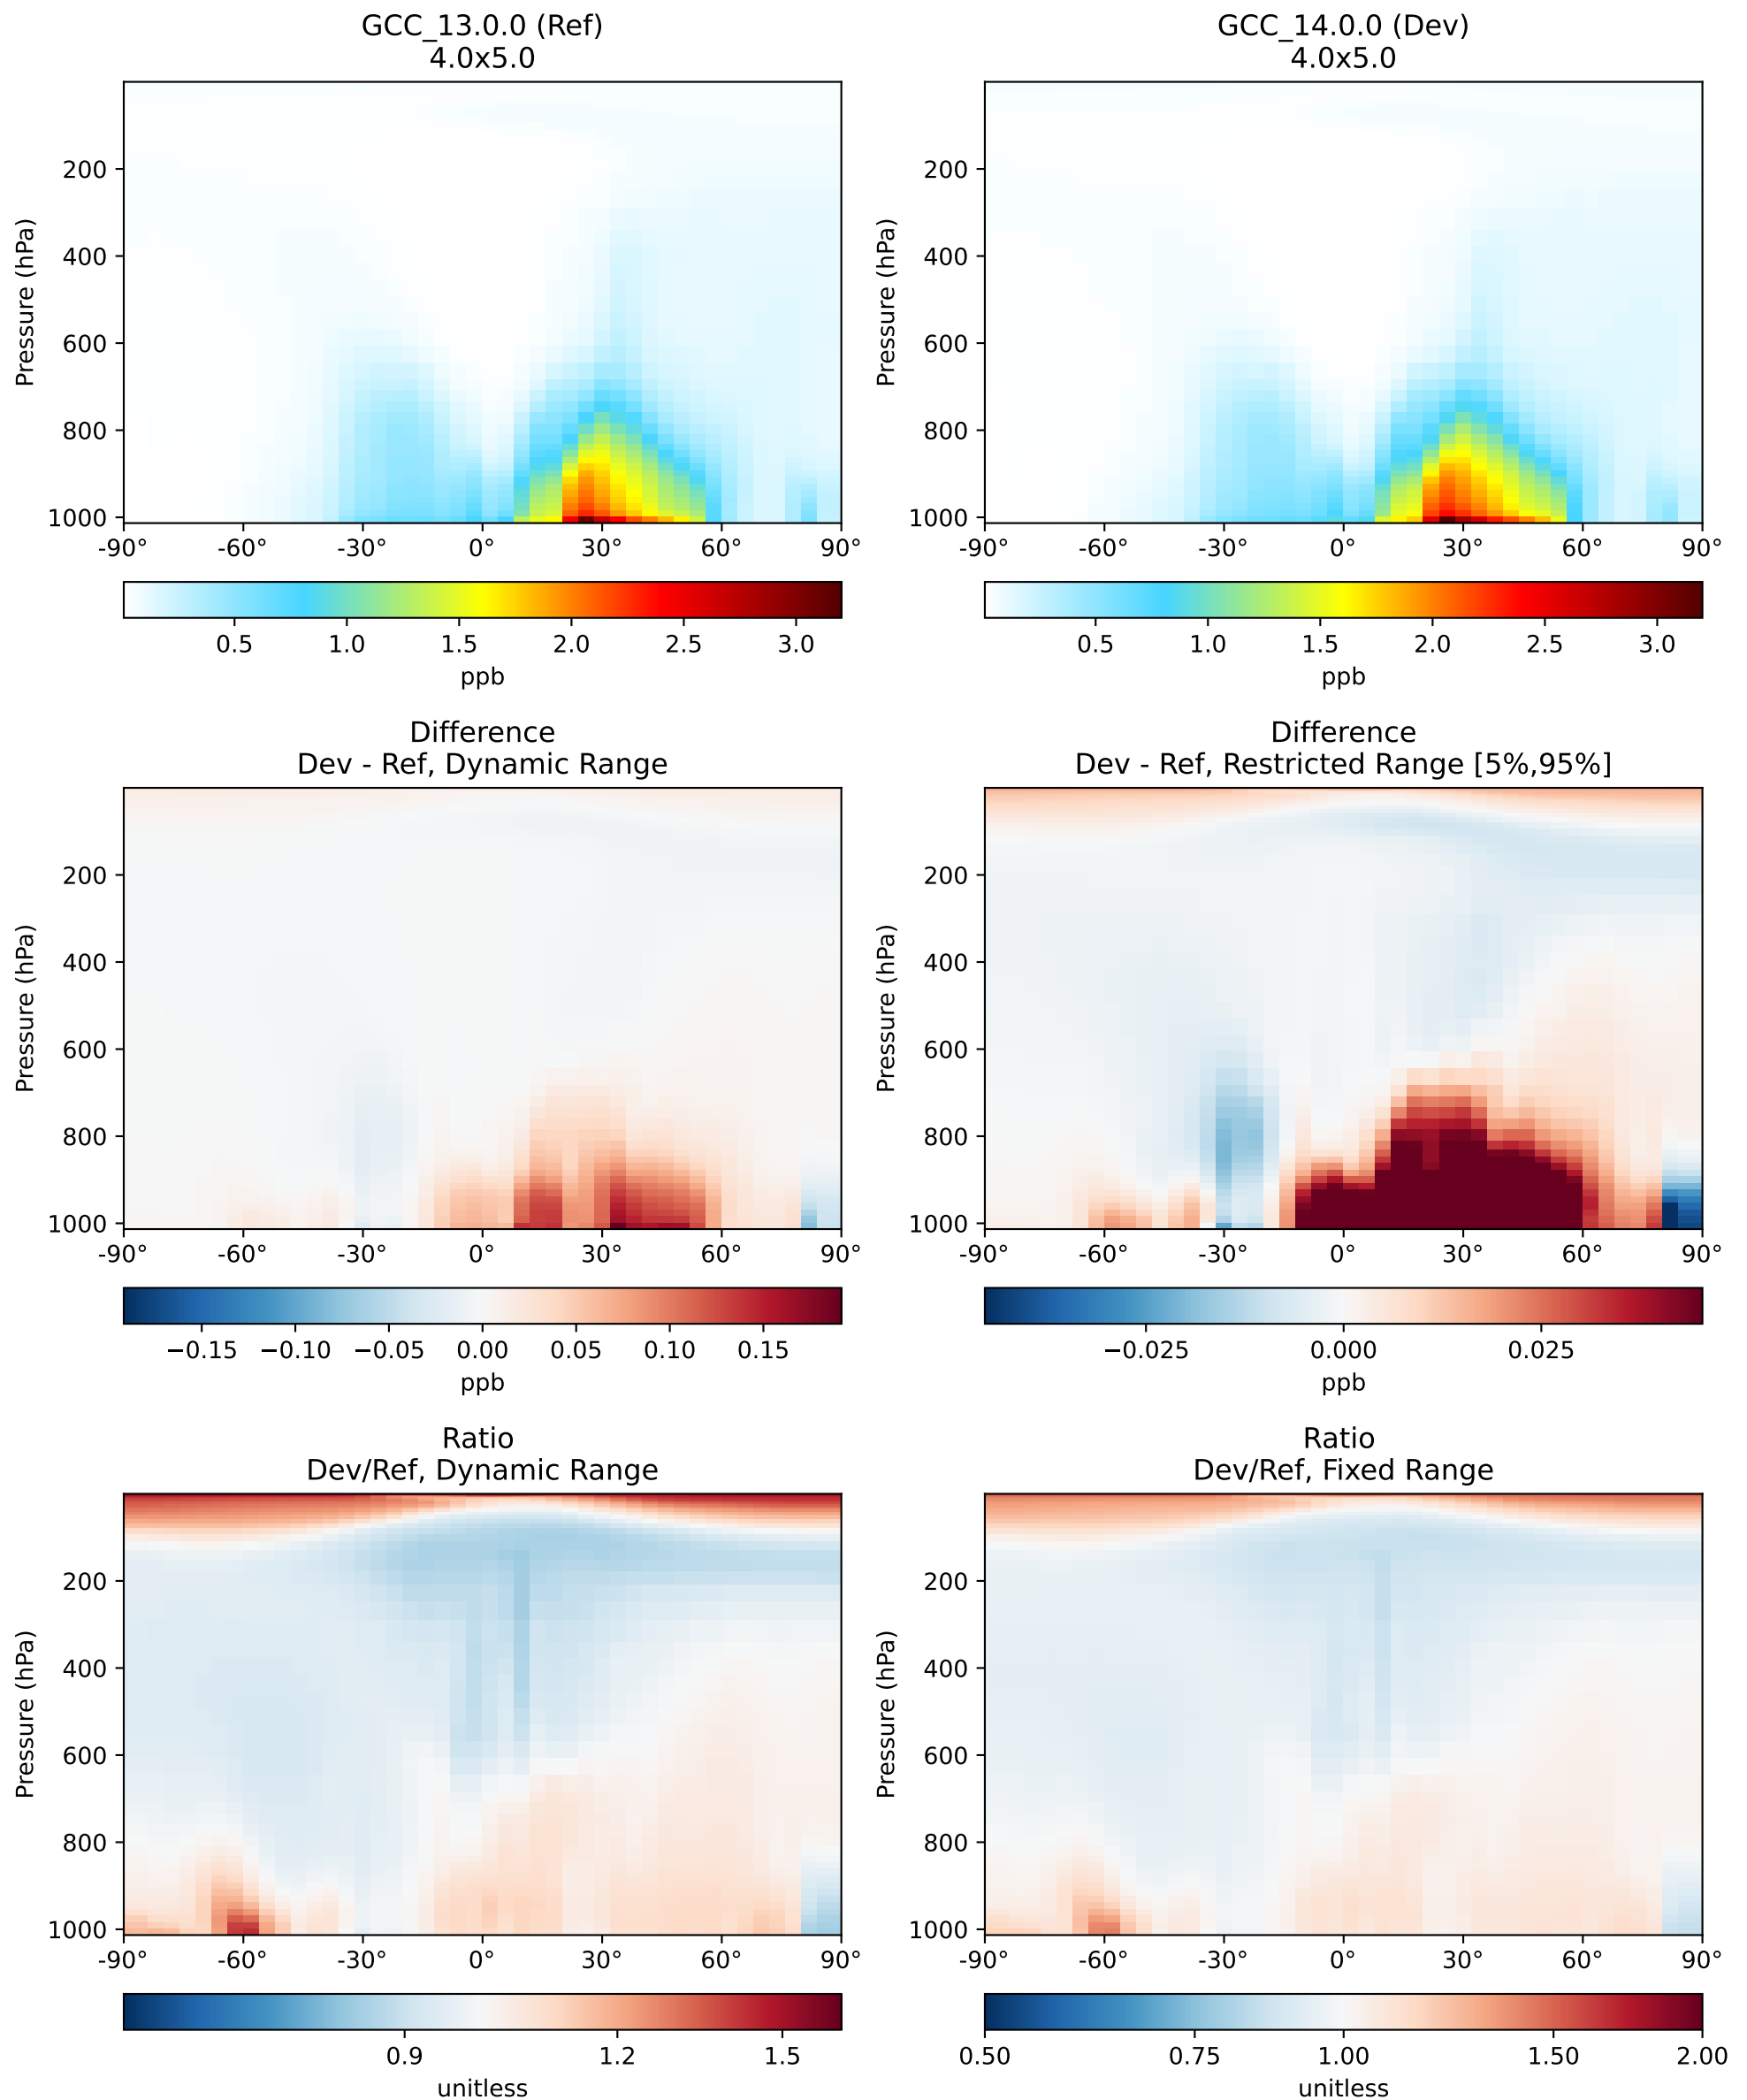 GCC_13.0.0 (Ref)
4.0x5.0
Pressure (hPa)
200
400
600
800
1000
-90° -60° -30° 0° 30° 60° 90°
0.5 1.0 1.5 2.0 2.5 3.0
ppb
GCC_14.0.0 (Dev)
4.0x5.0
Pressure (hPa)
200
400
600
800
1000
-90° -60° -30° 0° 30° 60° 90°
0.5 1.0 1.5 2.0 2.5 3.0
ppb
Difference
Dev - Ref, Dynamic Range
Pressure (hPa)
200
400
600
800
1000
-90° -60° -30° 0° 30° 60° 90°
−0.15 −0.10 −0.05 0.00 0.05 0.10 0.15
ppb
Difference
Dev - Ref, Restricted Range [5%,95%]
Pressure (hPa)
200
400
600
800
1000
-90° -60° -30° 0° 30° 60° 90°
−0.025 0.000 0.025
ppb
Ratio
Dev/Ref, Dynamic Range
Pressure (hPa)
200
400
600
800
1000
-90° -60° -30° 0° 30° 60° 90°
0.9 1.2 1.5
unitless
Ratio
Dev/Ref, Fixed Range
Pressure (hPa)
200
400
600
800
1000
-90° -60° -30° 0° 30° 60° 90°
0.50 0.75 1.00 1.50 2.00
unitless